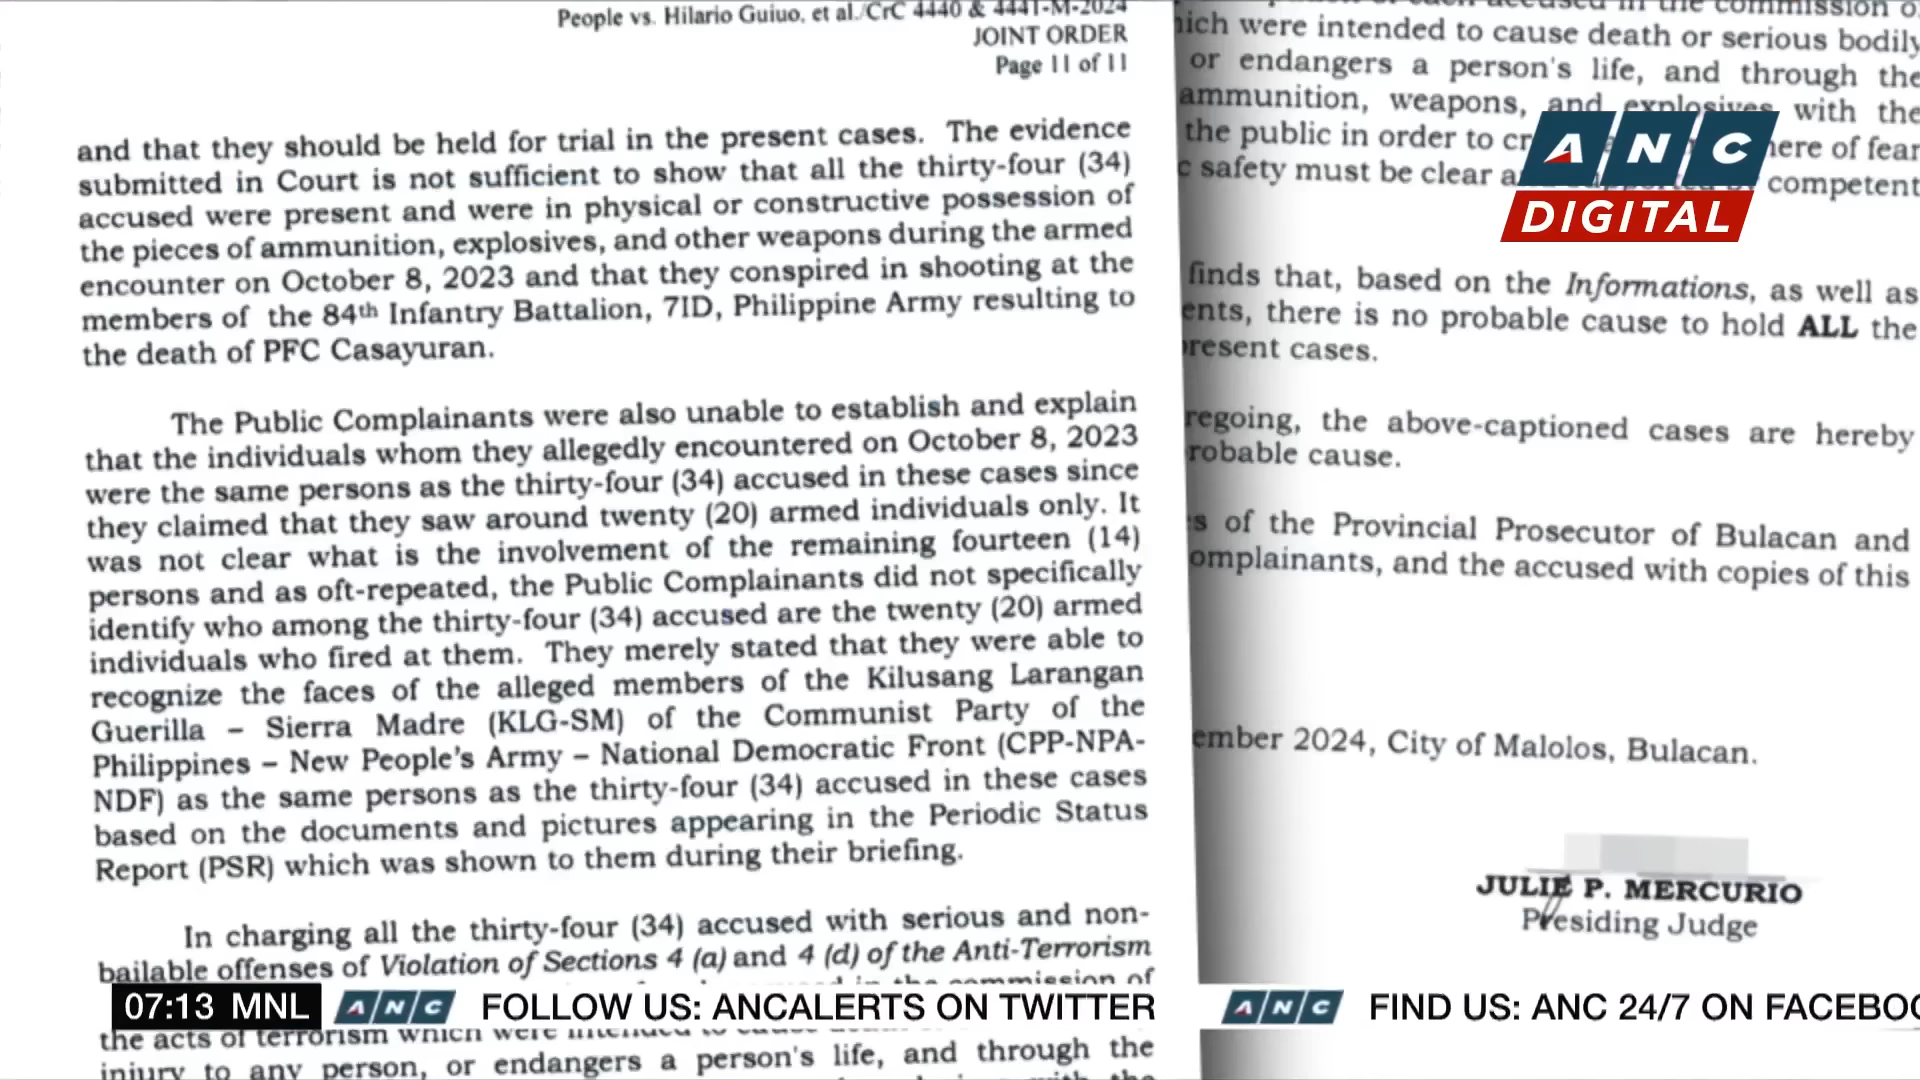 People vs. Hilario Guiuo, et al./CrC 4440 & 4441-M-2024
JOINT ORDER
Page 11 of 11
and that they should be held for trial in the present cases. The evidence
submitted in Court is not sufficient to show that all the thirty-four (34)
accused were present and were in physical or constructive possession of
the pieces of ammunition, explosives, and other weapons during the armed
encounter on October 8, 2023 and that they conspired in shooting at the
members of the 84th Infantry Battalion, 7ID, Philippine Army resulting to
the death of PFC Casayuran.
The Public Complainants were also unable to establish and explain
that the individuals whom they allegedly encountered on October 8, 2023
were the same persons as the thirty-four (34) accused in these cases since
they claimed that they saw around twenty (20) armed individuals only. It
was not clear what is the involvement of the remaining fourteen (14)
persons and as oft-repeated, the Public Complainants did not specifically
identify who among the thirty-four (34) accused are the twenty (20) armed
individuals who fired at them. They merely stated that they were able to
recognize the faces of the alleged members of the Kilusang Larangan
Guerilla – Sierra Madre (KLG-SM) of the Communist Party of the
Philippines – New People's Army – National Democratic Front (CPP-NPA-
NDF) as the same persons as the thirty-four (34) accused in these cases
based on the documents and pictures appearing in the Periodic Status
Report (PSR) which was shown to them during their briefing.
In charging all the thirty-four (34) accused with serious and non-
bailable offenses of Violation of Sections 4 (a) and 4 (d) of the Anti-Terrorism
in the commission of
the acts of terrorism which were intended to cause
injury to any person, or endangers a person's life, and through the
accused in the commission of
which were intended to cause death or serious bodily
or endangers a person's life, and through the
ammunition, weapons, and explosives with the
the public in order to cr here of fear
safety must be clear and supported by competent
finds that, based on the Informations, as well as
ents, there is no probable cause to hold ALL the
present cases.
regoing, the above-captioned cases are hereby
robable cause.
s of the Provincial Prosecutor of Bulacan and
omplainants, and the accused with copies of this
ember 2024, City of Malolos, Bulacan.
JULIE P. MERCURIO
Presiding Judge
ANC
DIGITAL
07:13 MNL ANC FOLLOW US: ANCALERTS ON TWITTER ANC FIND US: ANC 24/7 ON FACEBOO